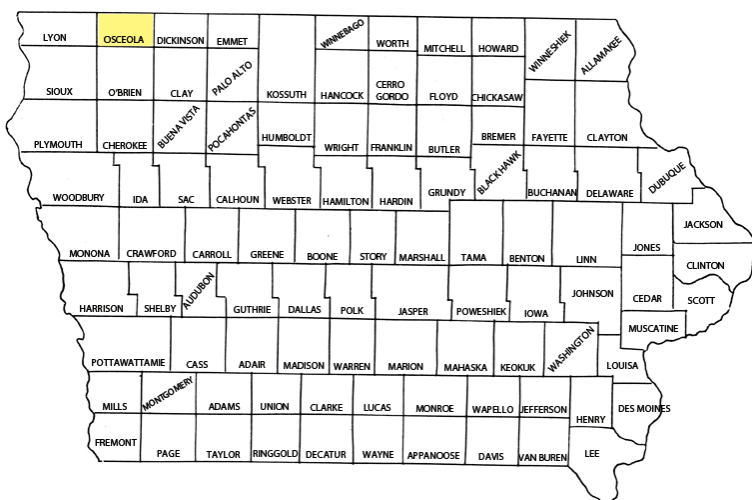 LYON OSCEOLA DICKINSON EMMET WINNEBAGO WORTH MITCHELL HOWARD WINNESHIEK ALLAMAKEE
SIOUX O'BRIEN CLAY PALO ALTO KOSSUTH HANCOCK CERRO GORDO FLOYD CHICKASAW
PLYMOUTH CHEROKEE BUENA VISTA POCAHONTAS HUMBOLDT WRIGHT FRANKLIN BUTLER BREMER FAYETTE CLAYTON
WOODBURY IDA SAC CALHOUN WEBSTER HAMILTON HARDIN GRUNDY BLACK HAWK BUCHANAN DELAWARE DUBUQUE
MONONA CRAWFORD CARROLL GREENE BOONE STORY MARSHALL TAMA BENTON LINN JONES JACKSON
CLINTON
HARRISON SHELBY AUDUBON GUTHRIE DALLAS POLK JASPER POWESHIEK IOWA JOHNSON CEDAR SCOTT
MUSCATINE
POTTAWATTAMIE CASS ADAIR MADISON WARREN MARION MAHASKA KEOKUK WASHINGTON LOUISA
MILLS MONTGOMERY ADAMS UNION CLARKE LUCAS MONROE WAPELLO JEFFERSON HENRY DES MOINES
FREMONT PAGE TAYLOR RINGGOLD DECATUR WAYNE APPANOOSE DAVIS VAN BUREN LEE